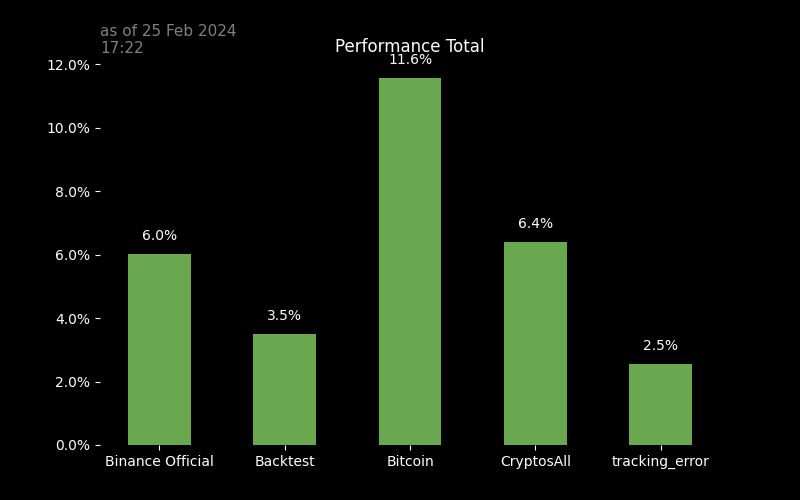 as of 25 Feb 2024
17:22
Performance Total
12.0%
10.0%
8.0%
6.0%
4.0%
2.0%
0.0%
6.0%
3.5%
11.6%
6.4%
2.5%
Binance Official
Backtest
Bitcoin
CryptosAll
tracking_error